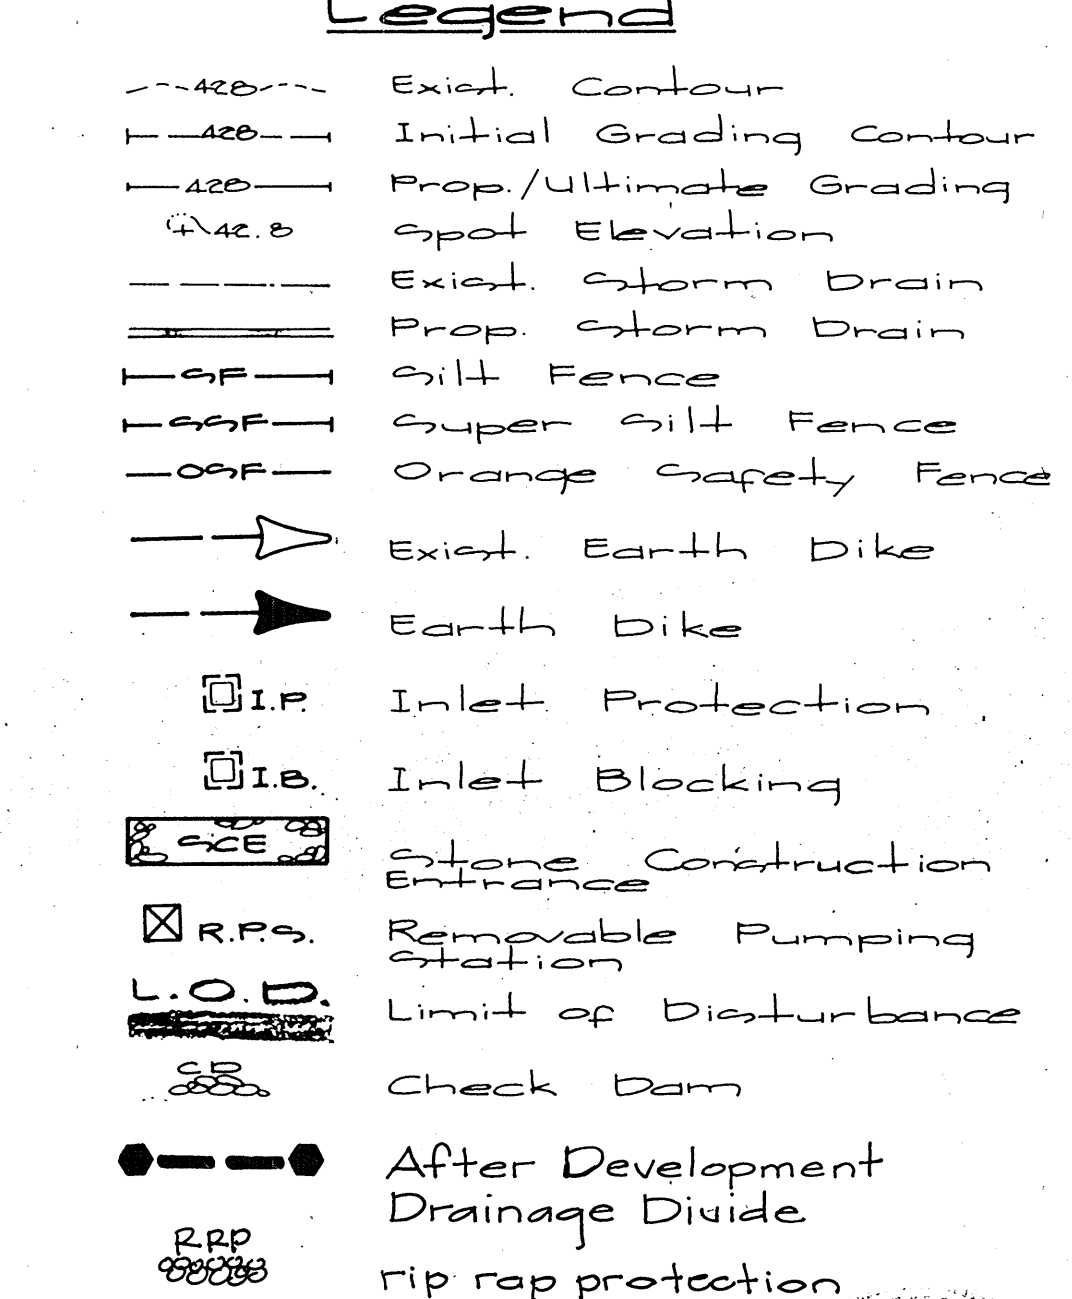 Legend
428 Exist. Contour
428 Initial Grading Contour
428 Prop./Ultimate Grading
+ 42.8 Spot Elevation
Exist. Storm Drain
Prop. Storm Drain
SF Silt Fence
SSF Super Silt Fence
OSF Orange Safety Fence
Exist. Earth Dike
Earth Dike
I.P. Inlet Protection
I.B. Inlet Blocking
SCE Stone Construction
Entrance
R.P.S. Removable Pumping
Station
L.O.D. Limit of Disturbance
CD Check Dam
After Development
Drainage Divide
RRP rip rap protection